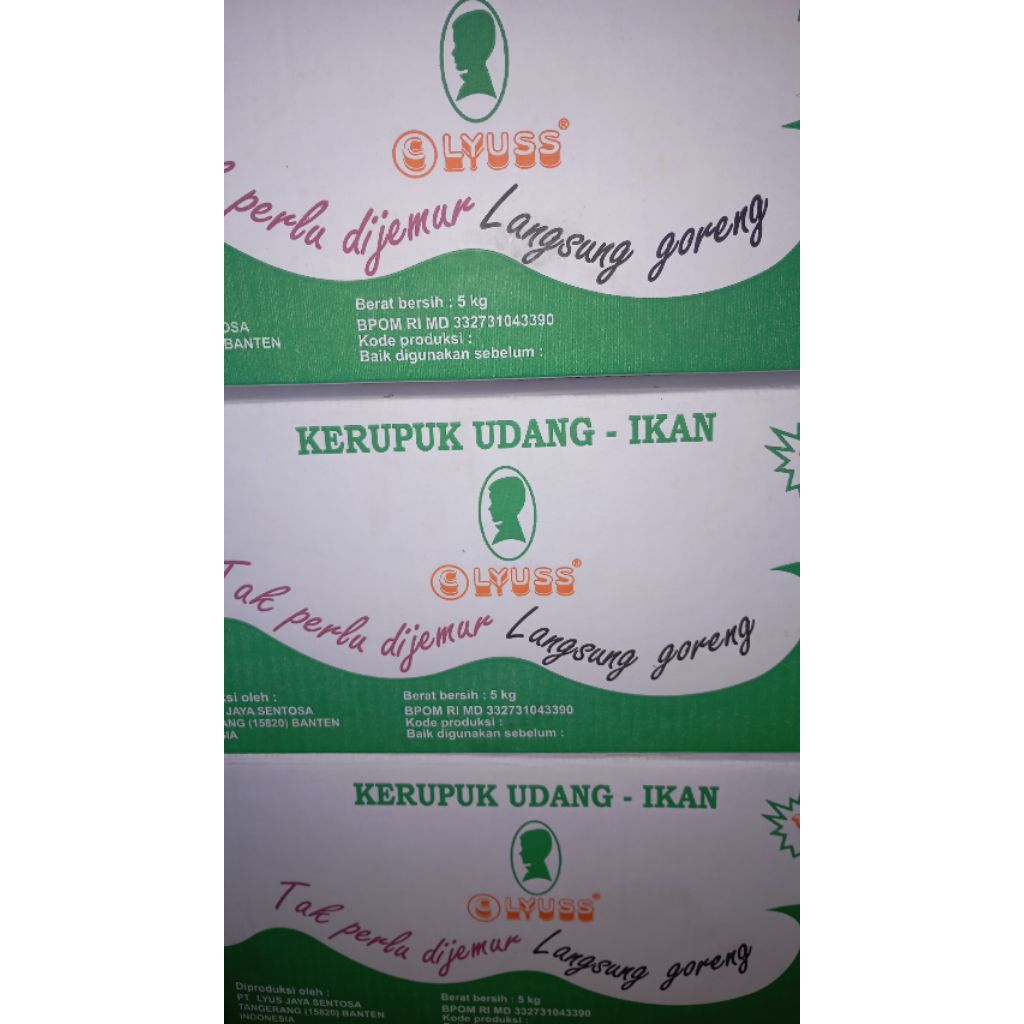 LYUSS®
perlu dijemur Langsung goreng
Berat bersih : 5 kg
BPOM RI MD 332731043390
Kode produksi :
Baik digunakan sebelum :
BANTEN
KERUPUK UDANG - IKAN
LYUSS®
Tak perlu dijemur Langsung goreng
oleh :
JAYA SENTOSA
(15820) BANTEN
Berat bersih : 5 kg
BPOM RI MD 332731043390
Kode produksi :
Baik digunakan sebelum :
KERUPUK UDANG - IKAN
LYUSS®
Tak perlu dijemur Langsung goreng
Diproduksi oleh :
PT. LYUS JAYA SENTOSA
TANGERANG (15820) BANTEN
INDONESIA
Berat bersih : 5 kg
BPOM RI MD 332731043390
Kode produksi :